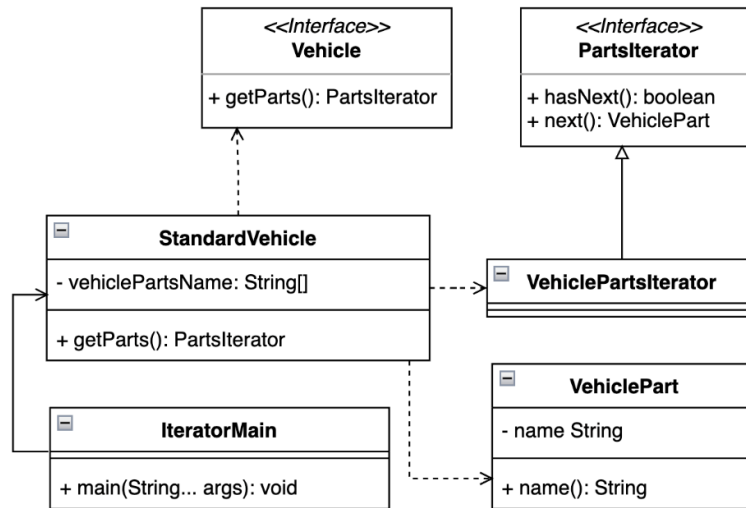 <<Interface>>
Vehicle
+ getParts(): PartsIterator
<<Interface>>
PartsIterator
+ hasNext(): boolean
+ next(): VehiclePart
StandardVehicle
- vehiclePartsName: String[]
+ getParts(): PartsIterator
VehiclePartsIterator
VehiclePart
- name String
+ name(): String
IteratorMain
+ main(String... args): void